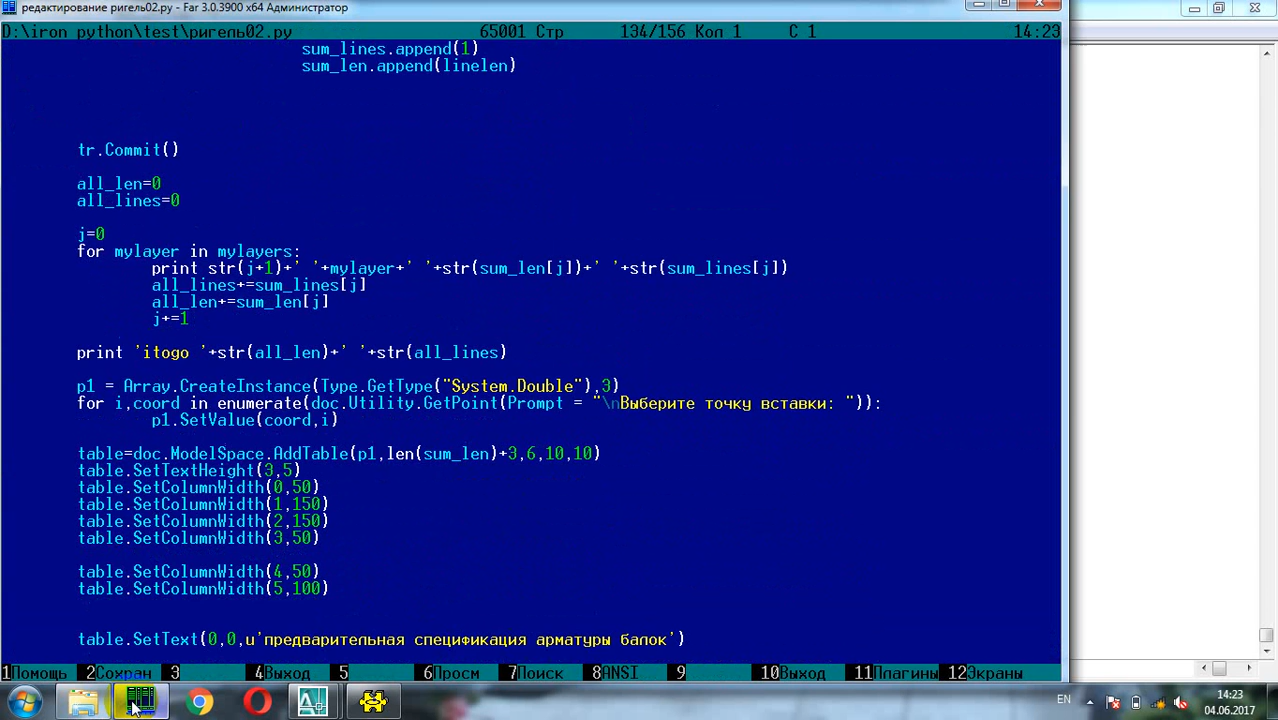 редактирование ригель02.py - Far 3.0.3900 x64 Администратор
D:\iron python\test\ригель02.py 65001 Стр 134/156 Кол 1 С 1 14:23
sum_lines.append(1)
sum_len.append(linelen)
tr.Commit()
all_len=0
all_lines=0
j=0
for mylayer in mylayers:
print str(j+1)+' '+mylayer+' '+str(sum_len[j])+' '+str(sum_lines[j])
all_lines+=sum_lines[j]
all_len+=sum_len[j]
j+=1
print 'itogo '+str(all_len)+' '+str(all_lines)
p1 = Array.CreateInstance(Type.GetType("System.Double"),3)
for i,coord in enumerate(doc.Utility.GetPoint(Prompt = "\nВыберите точку вставки: ")):
p1.SetValue(coord,i)
table=doc.ModelSpace.AddTable(p1,len(sum_len)+3,6,10,10)
table.SetTextHeight(3,5)
table.SetColumnWidth(0,50)
table.SetColumnWidth(1,150)
table.SetColumnWidth(2,150)
table.SetColumnWidth(3,50)
table.SetColumnWidth(4,50)
table.SetColumnWidth(5,100)
table.SetText(0,0,u'предварительная спецификация арматуры балок')
1Помощь 2Сохран 3 4Выход 5 6Просм 7Поиск 8ANSI 9 10Выход 11Плагины 12Экраны
EN 14:23
04.06.2017